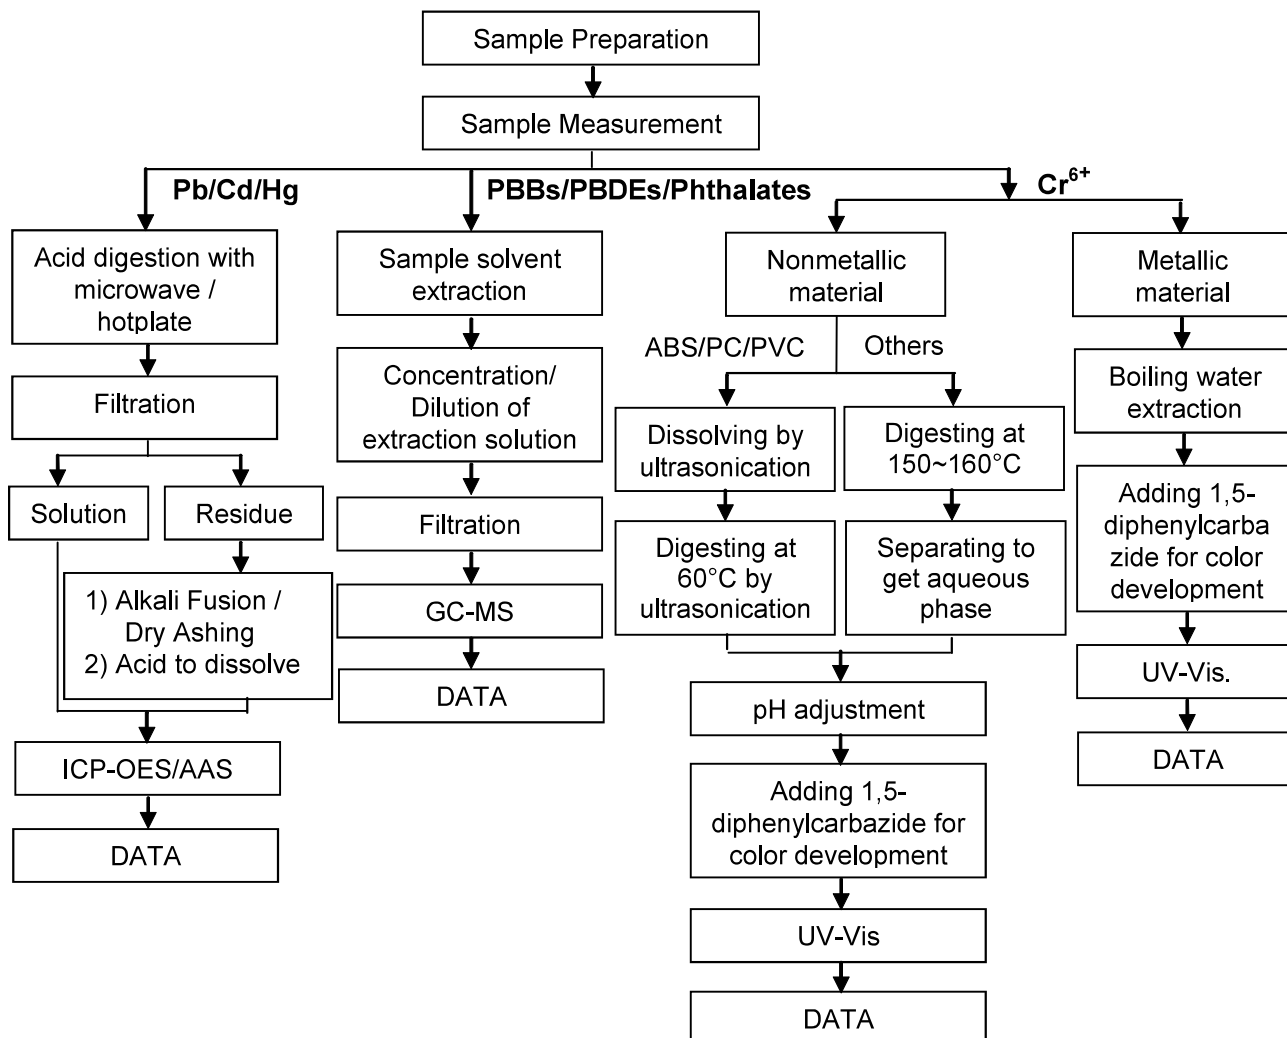 Sample Preparation
Sample Measurement
Pb/Cd/Hg
PBBs/PBDEs/Phthalates
Cr⁶⁺
Acid digestion with
microwave /
hotplate
Filtration
Solution
Residue
1) Alkali Fusion /
Dry Ashing
2) Acid to dissolve
ICP-OES/AAS
DATA
Sample solvent
extraction
Concentration/
Dilution of
extraction solution
Filtration
GC-MS
DATA
Nonmetallic
material
ABS/PC/PVC
Others
Dissolving by
ultrasonication
Digesting at
60°C by
ultrasonication
Digesting at
150~160°C
Separating to
get aqueous
phase
pH adjustment
Adding 1,5-
diphenylcarbazide for
color development
UV-Vis
DATA
Metallic
material
Boiling water
extraction
Adding 1,5-
diphenylcarba
zide for color
development
UV-Vis.
DATA